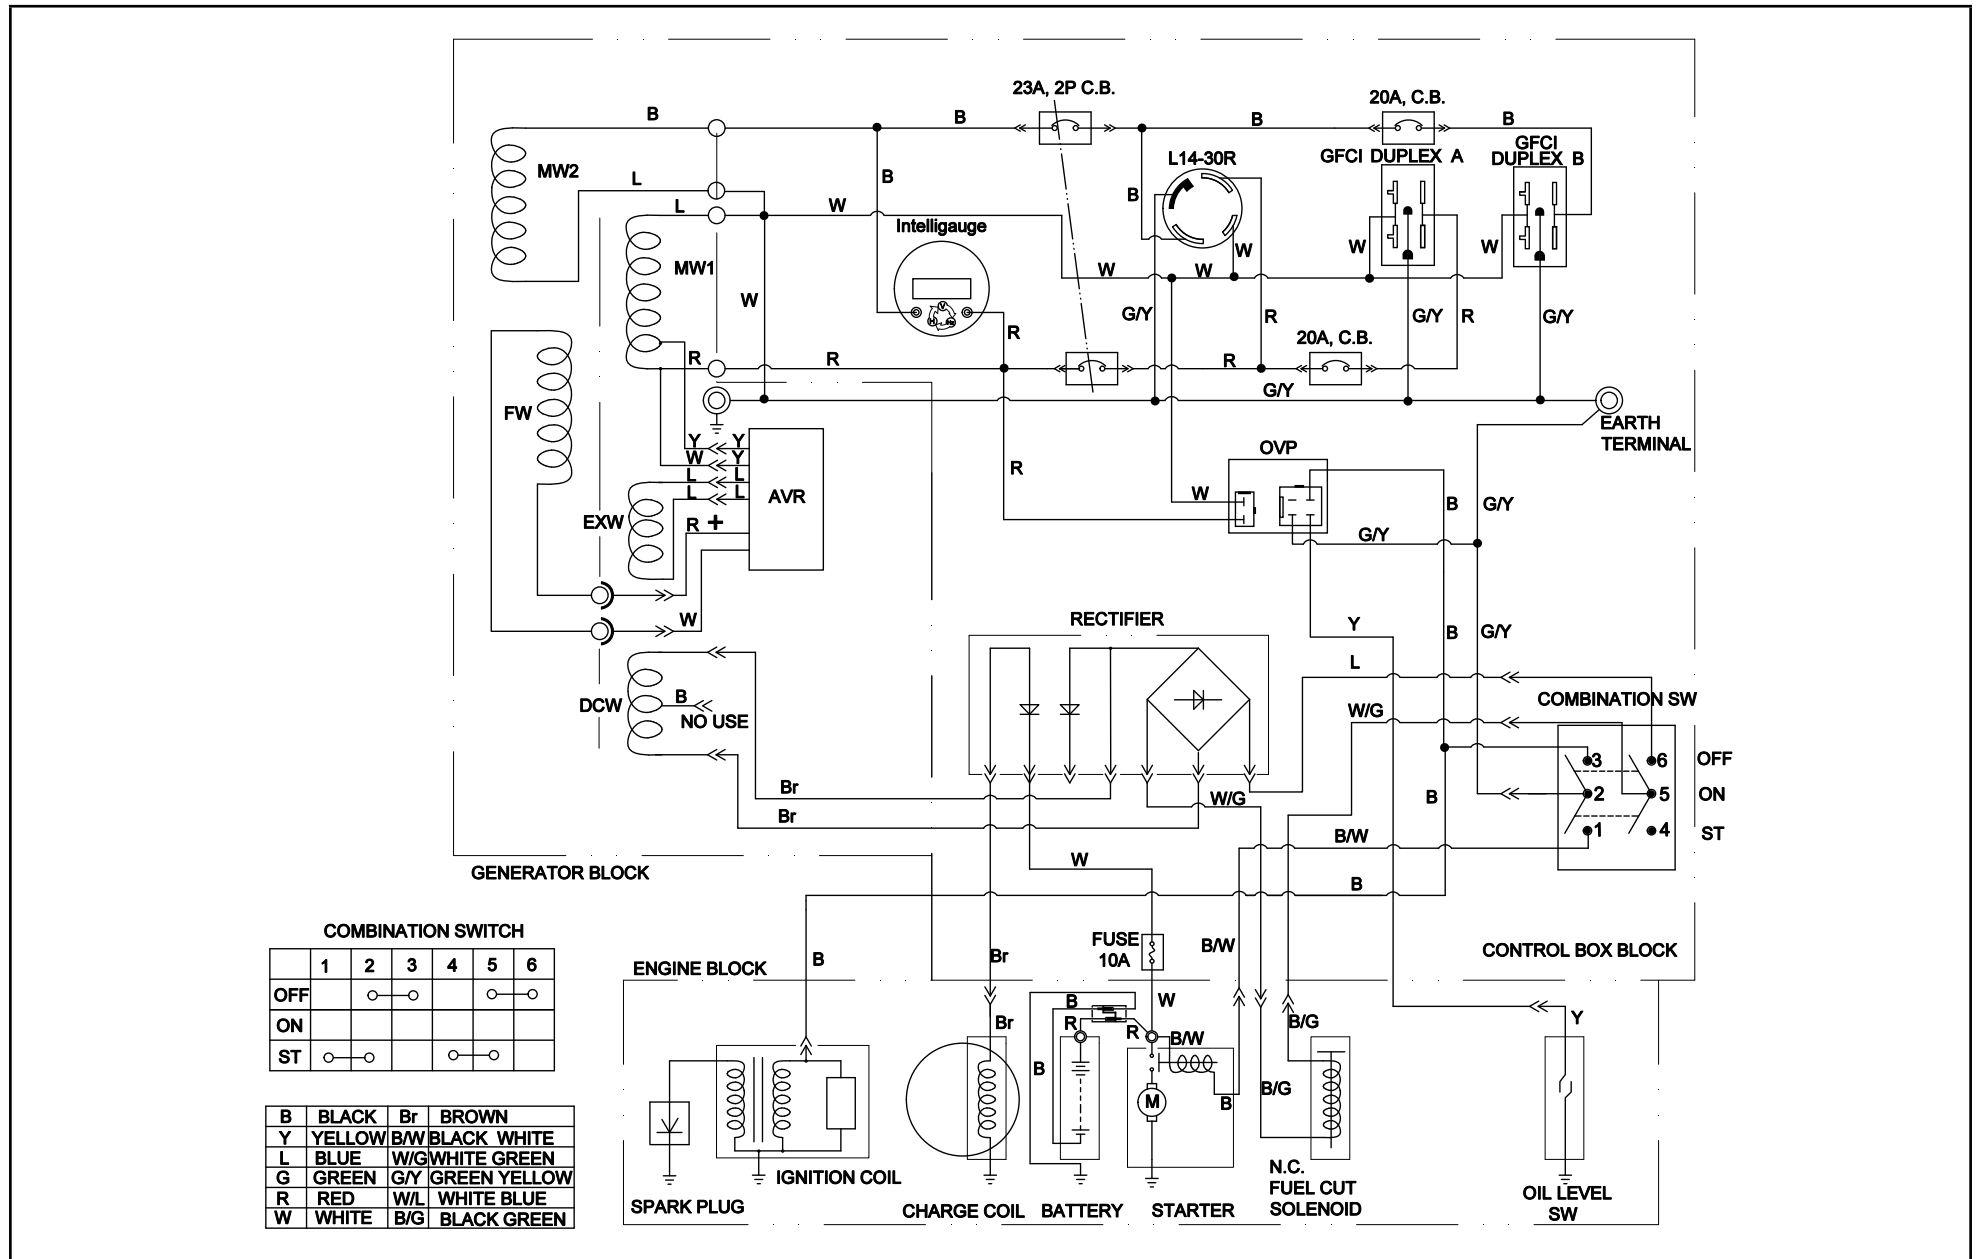 23A, 2P C.B.
20A, C.B.
B
B
B
B
GFCI DUPLEX A
GFCI
DUPLEX B
L14-30R
MW2
L
B
B
L
W
Intelligauge
W
W
W
MW1
W
W
W
G/Y
R
G/Y
R
G/Y
R
20A, C.B.
R
R
R
G/Y
FW
EARTH
TERMINAL
Y
Y
W
Y
L
L
L
L
AVR
R
OVP
W
B
G/Y
EXW
R +
G/Y
W
RECTIFIER
Y
B
G/Y
L
DCW
B
NO USE
COMBINATION SW
W/G
3
6
OFF
Br
W/G
B
2
5
ON
Br
B/W
1
4
ST
W
GENERATOR BLOCK
B
COMBINATION SWITCH
1 2 3 4 5 6
OFF
ON
ST
FUSE
10A
B/W
CONTROL BOX BLOCK
ENGINE BLOCK
B
Br
B
W
Y
Br
R
R
B/W
B/G
B
M
B
B/G
B BLACK Br BROWN
Y YELLOW B/W BLACK WHITE
L BLUE W/G WHITE GREEN
G GREEN G/Y GREEN YELLOW
R RED W/L WHITE BLUE
W WHITE B/G BLACK GREEN
SPARK PLUG
IGNITION COIL
CHARGE COIL
BATTERY
STARTER
N.C.
FUEL CUT
SOLENOID
OIL LEVEL
SW